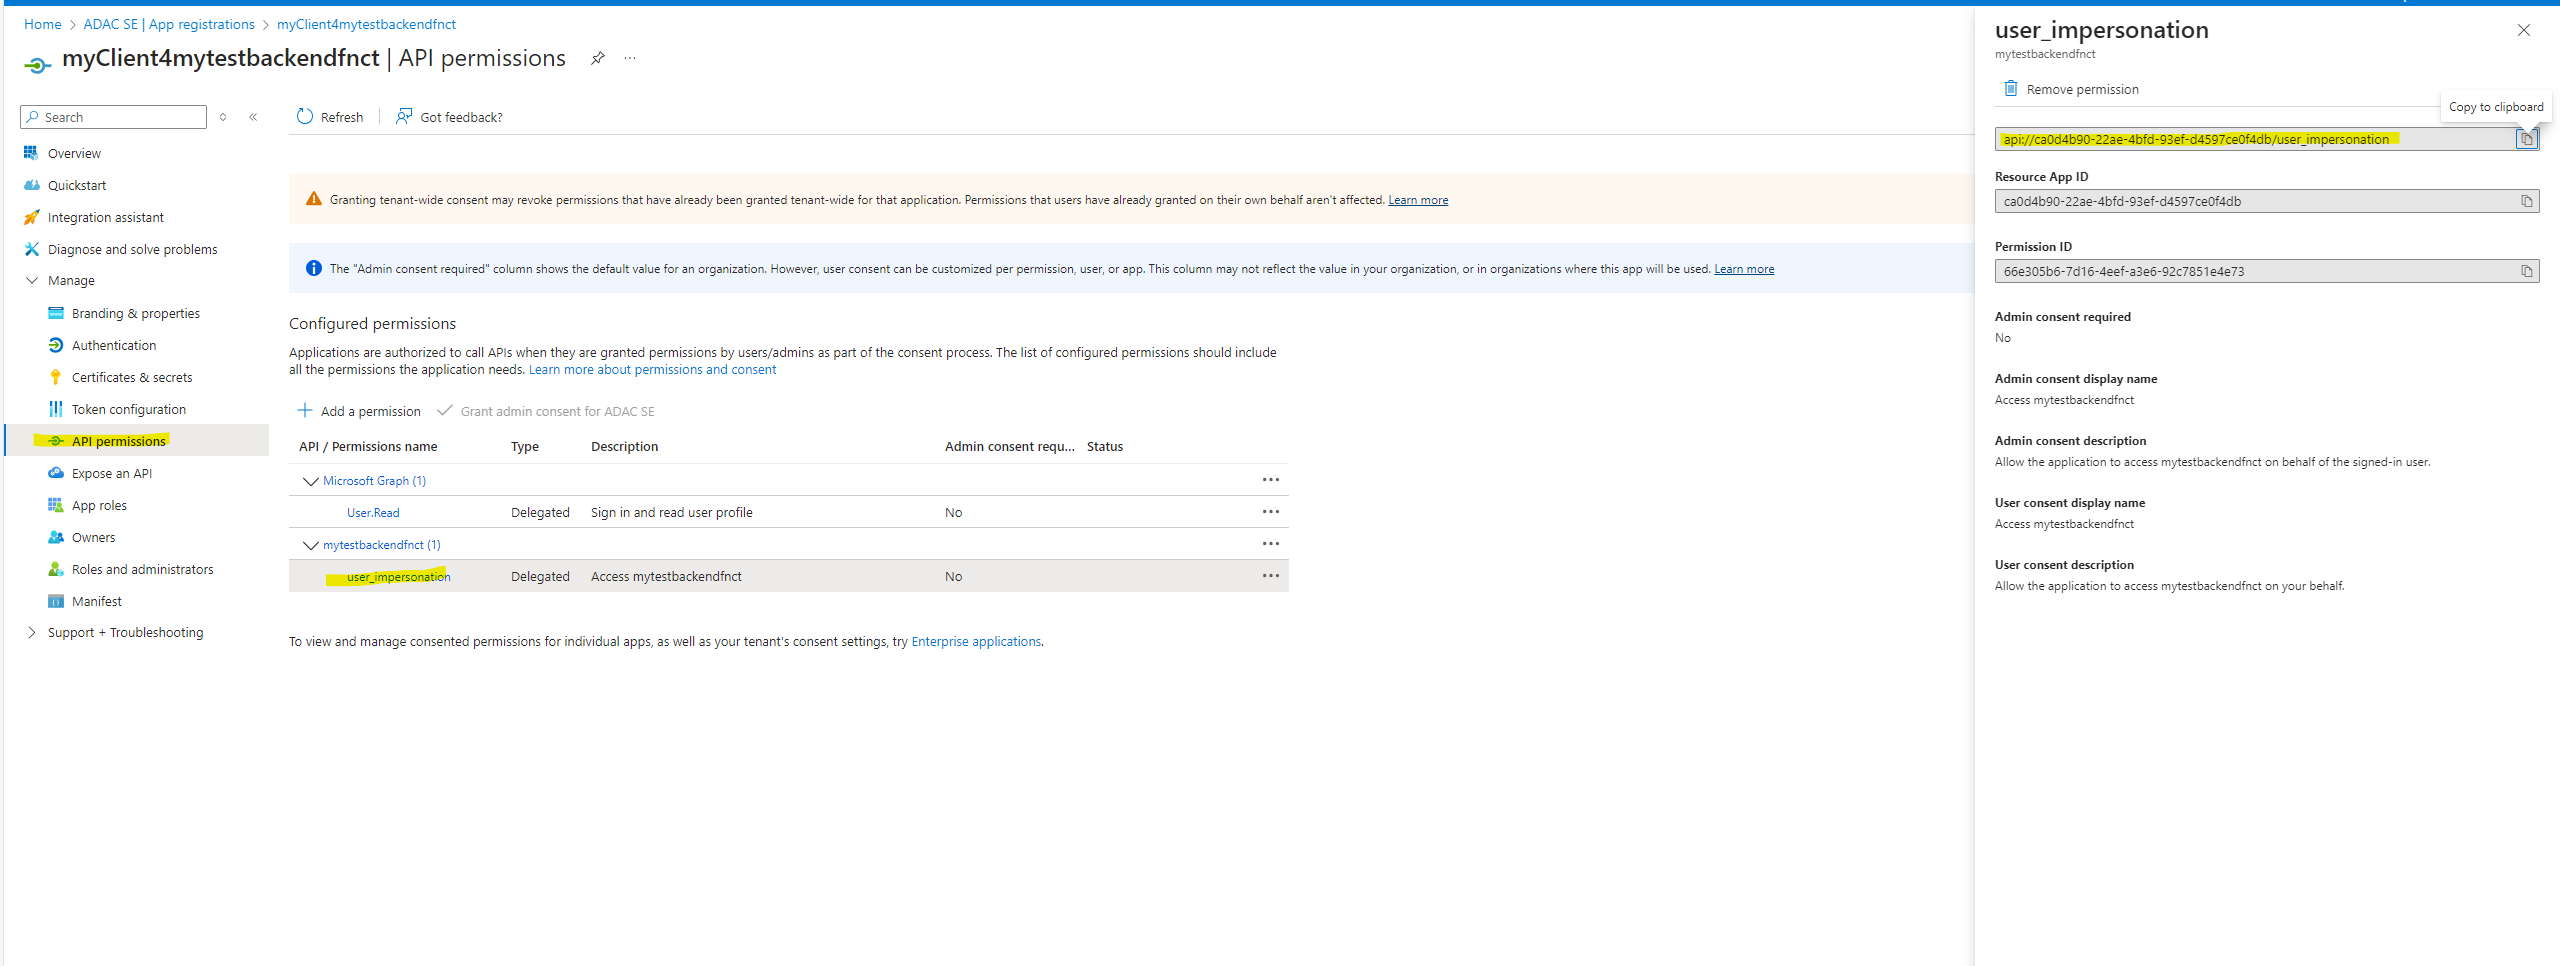 Home > ADAC SE | App registrations > myClient4mytestbackendfnct
myClient4mytestbackendfnct | API permissions
Search
Overview
Quickstart
Integration assistant
Diagnose and solve problems
Manage
Branding & properties
Authentication
Certificates & secrets
Token configuration
API permissions
Expose an API
App roles
Owners
Roles and administrators
Manifest
Support + Troubleshooting
Refresh
Got feedback?
Granting tenant-wide consent may revoke permissions that have already been granted tenant-wide for that application. Permissions that users have already granted on their own behalf aren't affected. Learn more
The "Admin consent required" column shows the default value for an organization. However, user consent can be customized per permission, user, or app. This column may not reflect the value in your organization, or in organizations where this app will be used. Learn more
Configured permissions
Applications are authorized to call APIs when they are granted permissions by users/admins as part of the consent process. The list of configured permissions should include
all the permissions the application needs. Learn more about permissions and consent
Add a permission
Grant admin consent for ADAC SE
API / Permissions name Type Description Admin consent requ... Status
Microsoft Graph (1)
User.Read Delegated Sign in and read user profile No
mytestbackendfnct (1)
user_impersonation Delegated Access mytestbackendfnct No
To view and manage consented permissions for individual apps, as well as your tenant's consent settings, try Enterprise applications.
user_impersonation
mytestbackendfnct
Remove permission
Copy to clipboard
api://ca0d4b90-22ae-4bfd-93ef-d4597ce0f4db/user_impersonation
Resource App ID
ca0d4b90-22ae-4bfd-93ef-d4597ce0f4db
Permission ID
66e305b6-7d16-4eef-a3e6-92c7851e4e73
Admin consent required
No
Admin consent display name
Access mytestbackendfnct
Admin consent description
Allow the application to access mytestbackendfnct on behalf of the signed-in user.
User consent display name
Access mytestbackendfnct
User consent description
Allow the application to access mytestbackendfnct on your behalf.